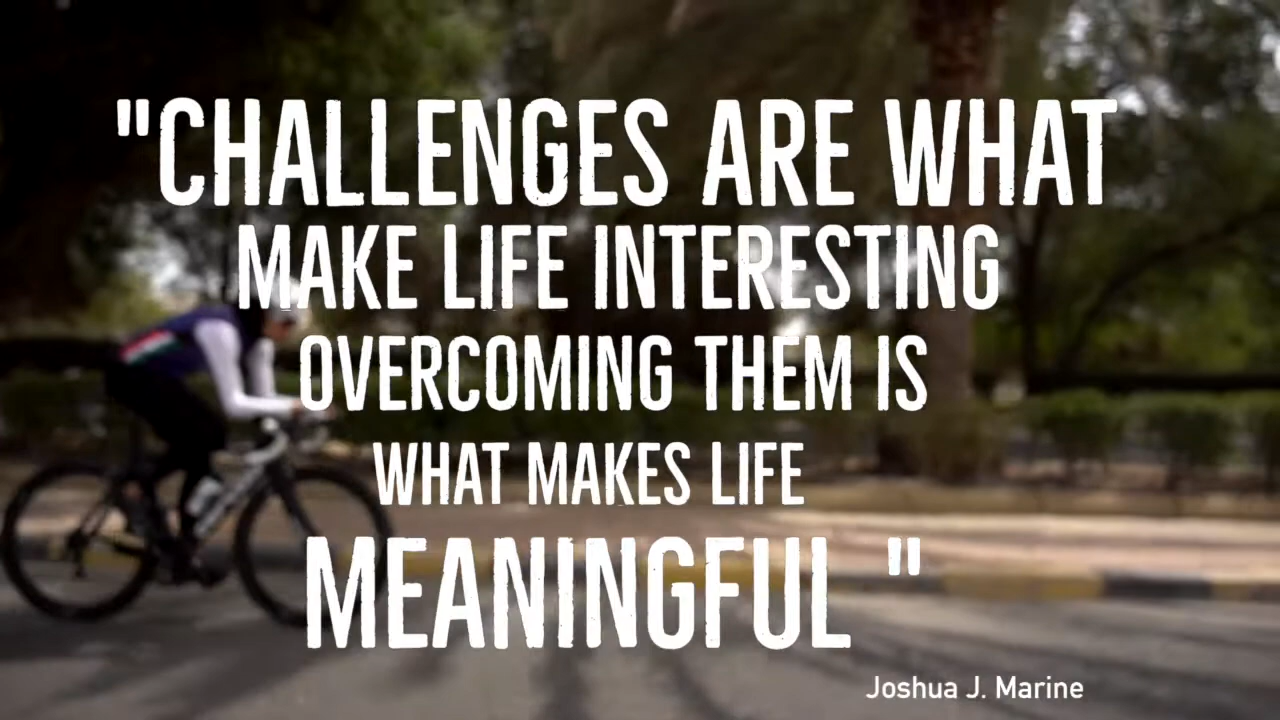 "CHALLENGES ARE WHAT
MAKE LIFE INTERESTING
OVERCOMING THEM IS
WHAT MAKES LIFE
MEANINGFUL "
Joshua J. Marine